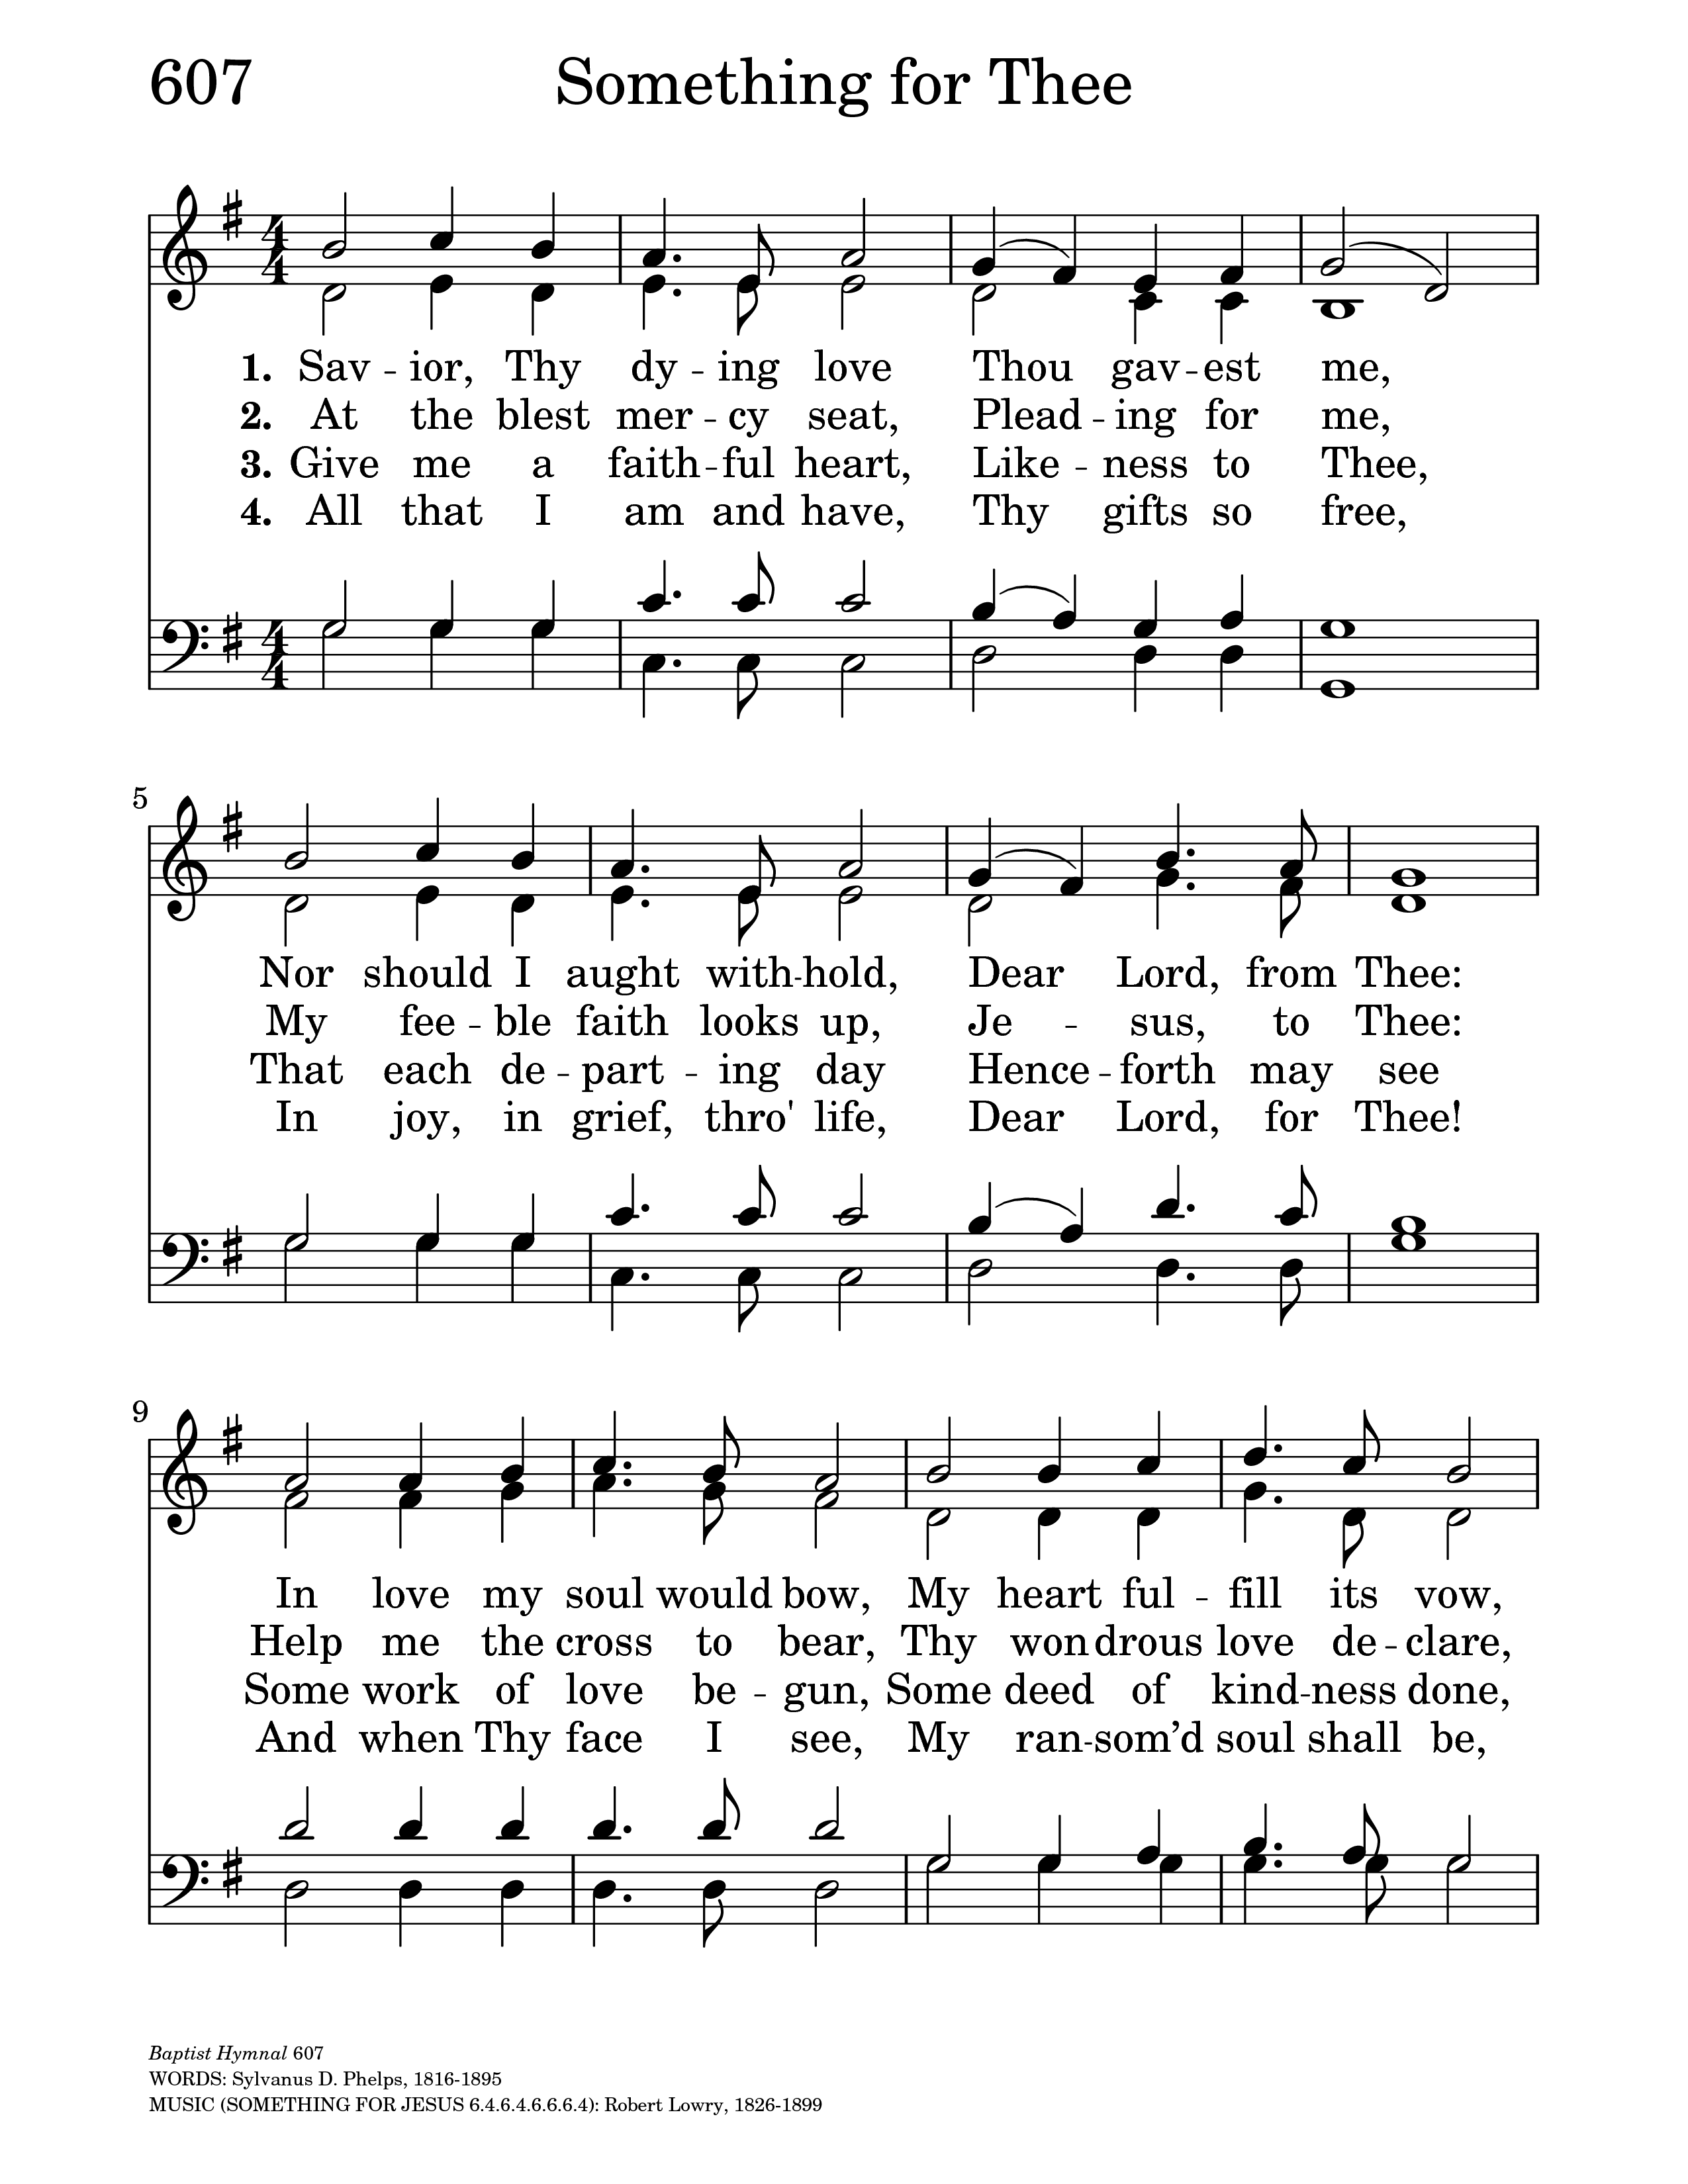 607 Something for Thee
1. Sav - ior, Thy dy - ing love Thou gav - est me,
2. At the blest mer - cy seat, Plead - ing for me,
3. Give me a faith - ful heart, Like - ness to Thee,
4. All that I am and have, Thy gifts so free,
5
Nor should I aught with - hold, Dear Lord, from Thee:
My fee - ble faith looks up, Je - sus, to Thee:
That each de - part - ing day Hence - forth may see
In joy, in grief, thro' life, Dear Lord, for Thee!
9
In love my soul would bow, My heart ful - fill its vow,
Help me the cross to bear, Thy wondrous love de - clare,
Some work of love be - gun, Some deed of kind - ness done,
And when Thy face I see, My ran - som’d soul shall be,
Baptist Hymnal 607
WORDS: Sylvanus D. Phelps, 1816-1895
MUSIC (SOMETHING FOR JESUS 6.4.6.4.6.6.6.4): Robert Lowry, 1826-1899